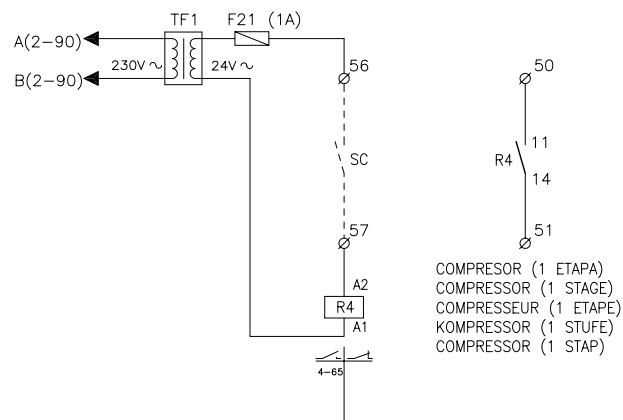 TF1 F21 (1A)
A(2-90)
B(2-90)
230V ~ 24V ~
56
SC
57
A2
R4
A1
4-65
50
11
R4
14
51
COMPRESOR (1 ETAPA)
COMPRESSOR (1 STAGE)
COMPRESSEUR (1 ETAPE)
KOMPRESSOR (1 STUFE)
COMPRESSOR (1 STAP)